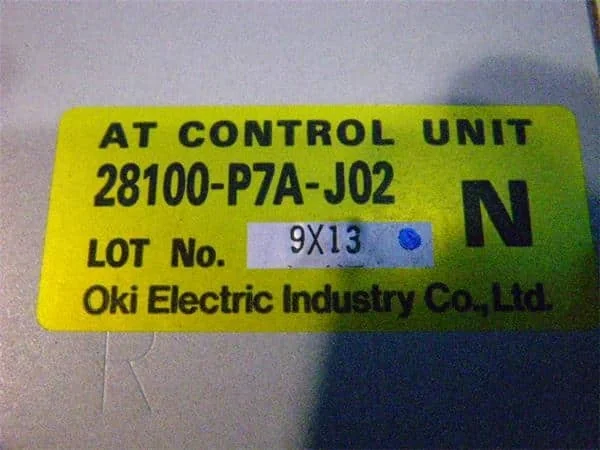 AT CONTROL UNIT
28100-P7A-J02 N
LOT No. 9X13
Oki Electric Industry Co.,Ltd.
R